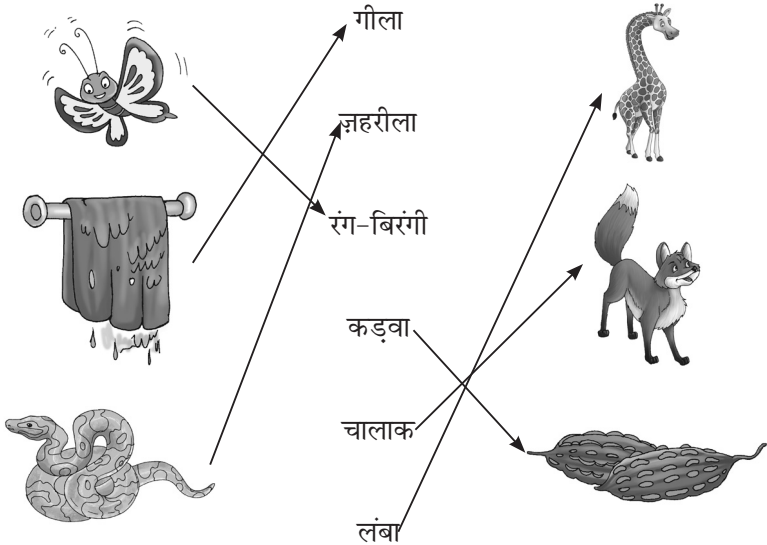 गीला
ज़हरीला
रंग-बिरंगी
कड़वा
चालाक
लंबा